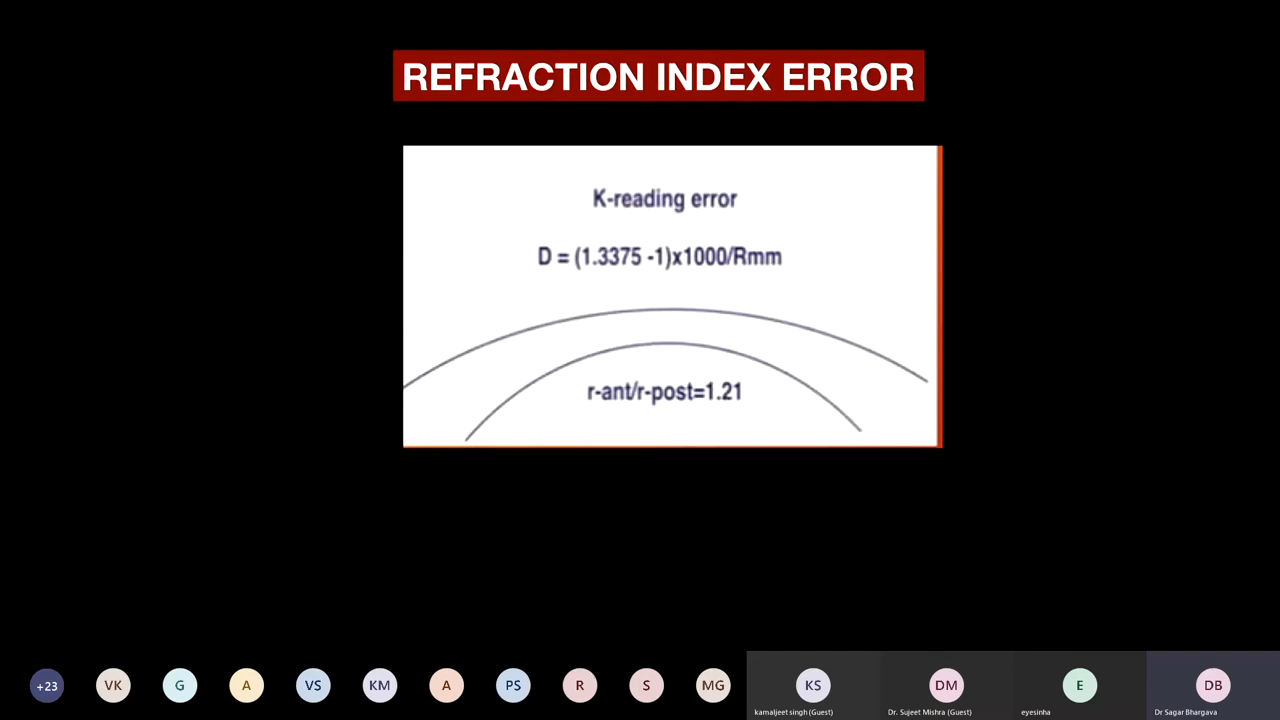 REFRACTION INDEX ERROR
K-reading error
D = (1.3375 -1)x1000/Rmm
r-ant/r-post=1.21
+23
VK
G
A
VS
KM
A
PS
R
S
MG
KS
DM
E
DB
kamaljeet singh (Guest)
Dr. Sujeet Mishra (Guest)
eyesinha
Dr Sagar Bhargava